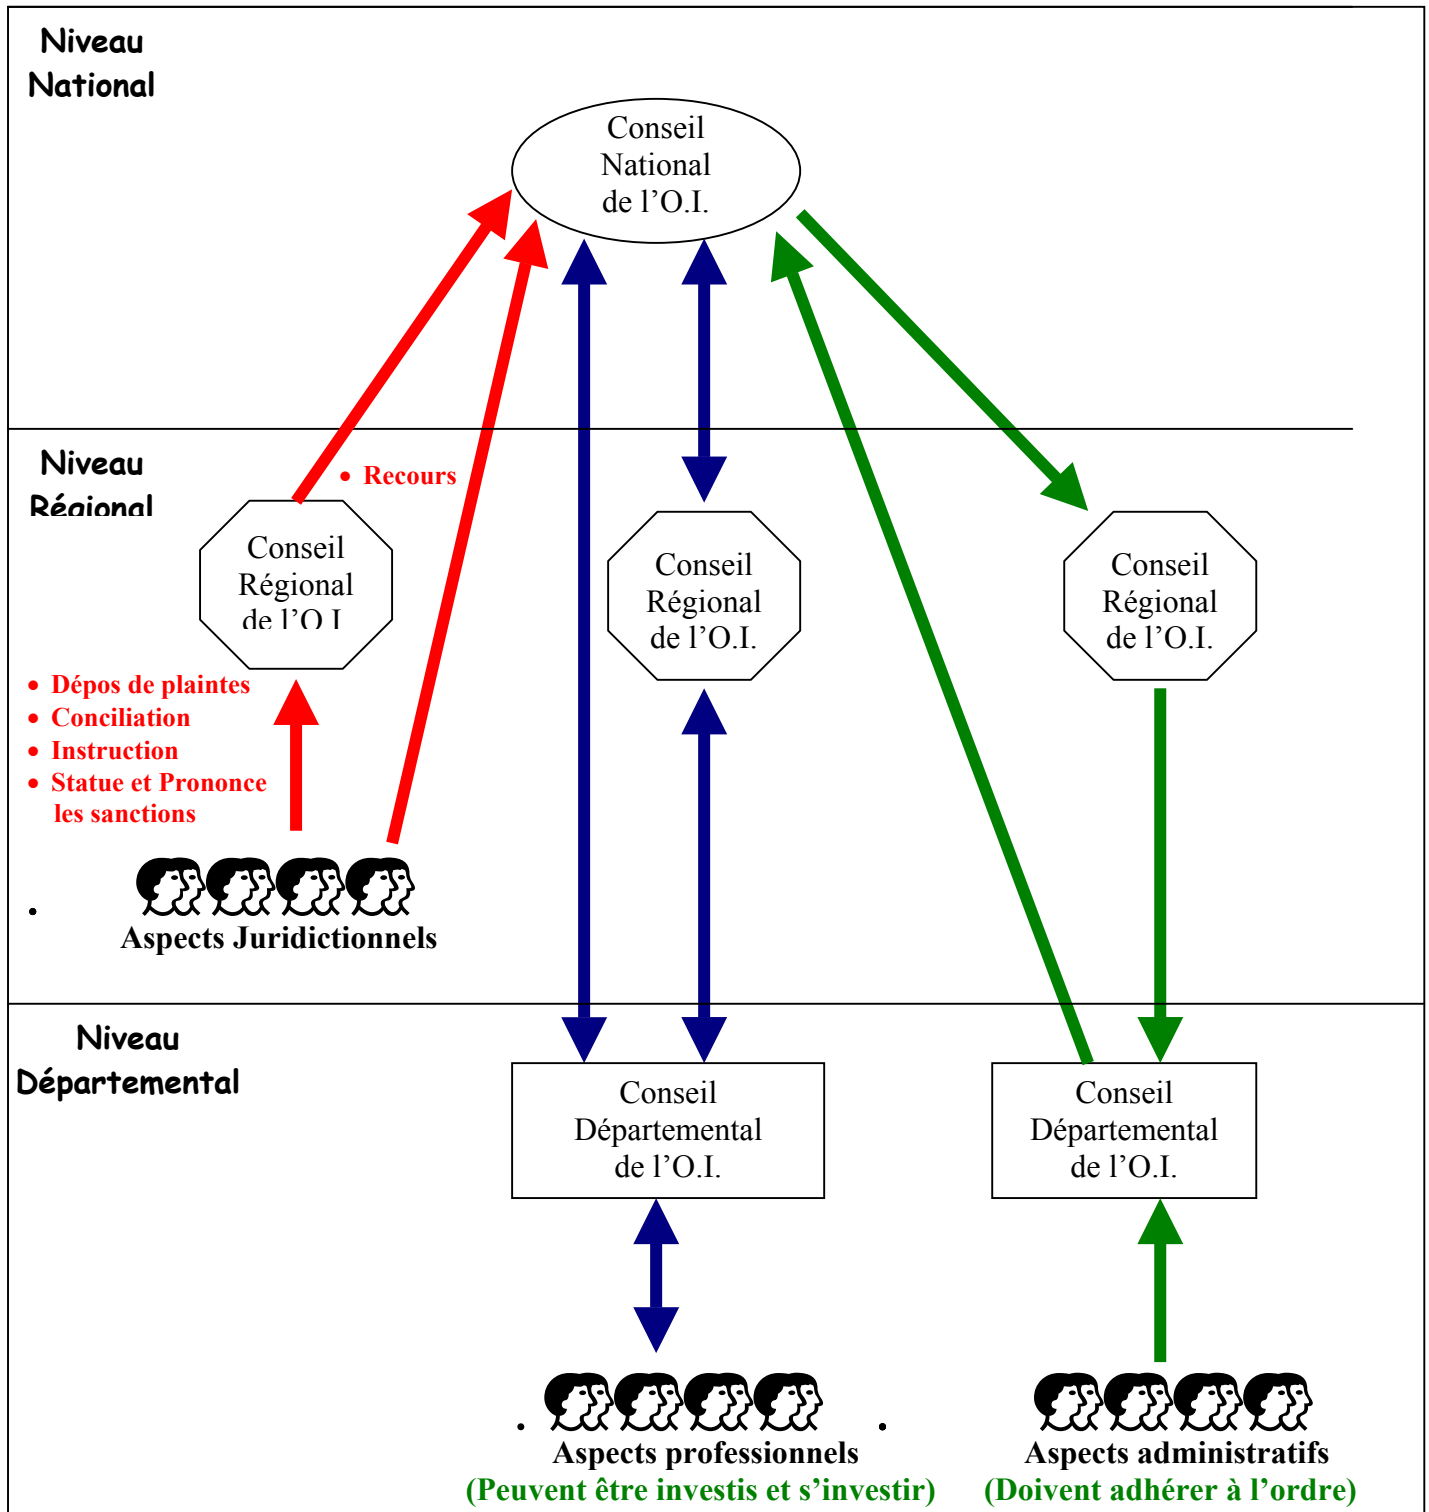 Niveau
National
Conseil
National
de l'O.I.
Niveau
Régional
• Recours
Conseil
Régional
de l'O.I.
Conseil
Régional
de l'O.I.
Conseil
Régional
de l'O.I.
• Dépos de plaintes
• Conciliation
• Instruction
• Statue et Prononce
les sanctions
Aspects Juridictionnels
Niveau
Départemental
Conseil
Départemental
de l'O.I.
Conseil
Départemental
de l'O.I.
Aspects professionnels
(Peuvent être investis et s'investir)
Aspects administratifs
(Doivent adhérer à l'ordre)